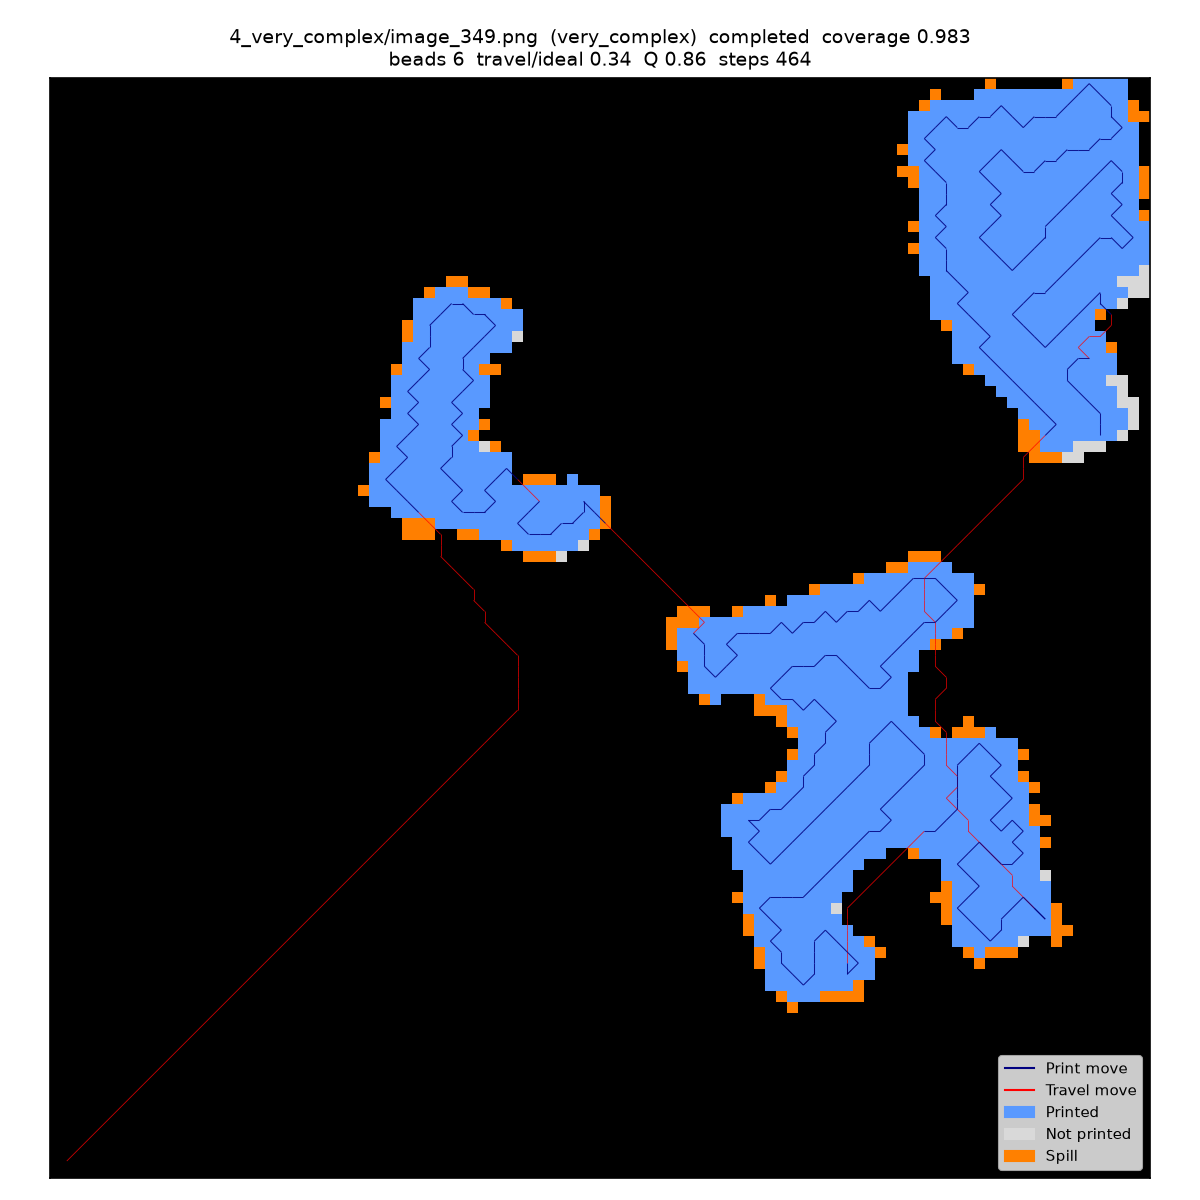 4_very_complex/image_349.png  (very_complex)  completed  coverage 0.983
beads 6  travel/ideal 0.34  Q 0.86  steps 464
Print move
Travel move
Printed
Not printed
Spill